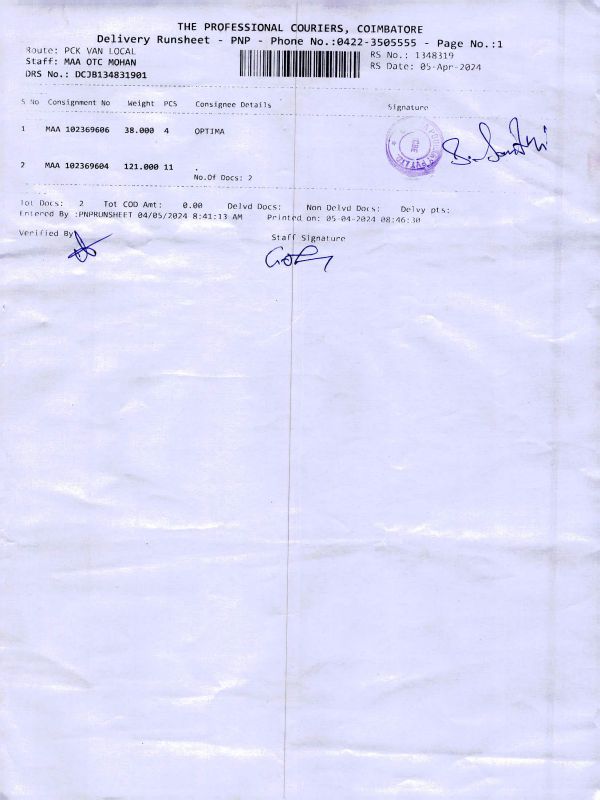 THE PROFESSIONAL COURIERS, COIMBATORE
Delivery Runsheet - PNP - Phone No.:0422-3505555 - Page No.:1
Route: PCK VAN LOCAL
RS No.: 1348319
Staff: MAA OTC MOHAN
RS Date: 05-Apr-2024
DRS No.: DCJB134831901
S No Consignment No Weight PCS Consignee Details Signature
1 MAA 102369606 38.000 4 OPTIMA
2 MAA 102369604 121.000 11 .
No.Of Docs: 2
Tot Docs: 2 Tot COD Amt: 0.00 Delvd Docs: Non Delvd Docs: Delvy pts:
Entered By :PNPRUNSHEET 04/05/2024 8:41:13 AM Printed on: 05-04-2024 08:46:30
Verified By
Staff Signature